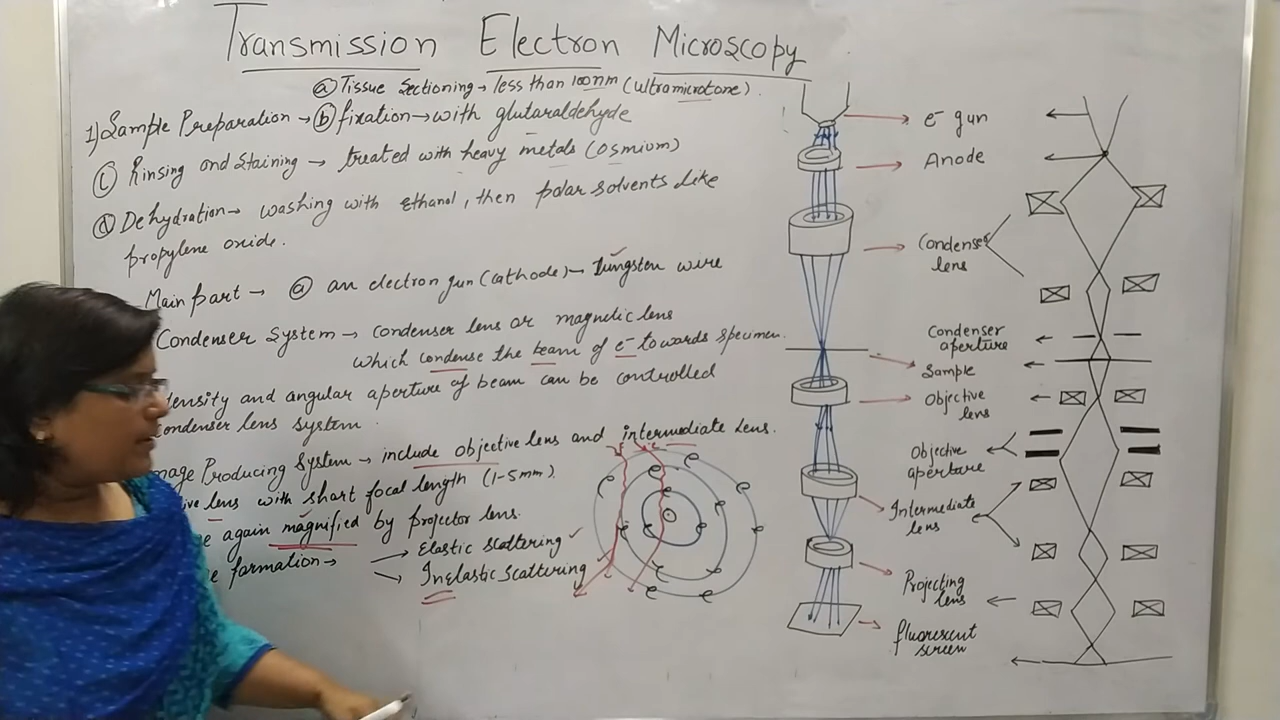 Transmission Electron Microscopy
ⓐ Tissue Sectioning → less than 100nm (ultramicrotone).
1) Sample Preparation → ⓑ fixation → with glutaraldehyde
ⓒ Rinsing and Staining → treated with heavy metals (Osmium)
ⓓ Dehydration → washing with ethanol, then polar solvents like
propylene oxide.
Main part → ⓐ an electron gun (cathode) → Tungsten wire
Condenser System → condenser lens or magnetic lens
which condense the beam of e⁻ towards specimen.
density and angular aperture of beam can be controlled
condenser lens system.
mage Producing System → include objective lens and intermediate lens.
ive lens with short focal length (1-5mm).
e again magnified by projector lens.
e formation → → Elastic scattering
→ Inelastic scattering
e⁻ gun
Anode
Condenser
lens
Condenser
aperture
Sample
Objective
lens
Objective
aperture
Intermediate
lens
Projecting
lens
fluorescent
screen